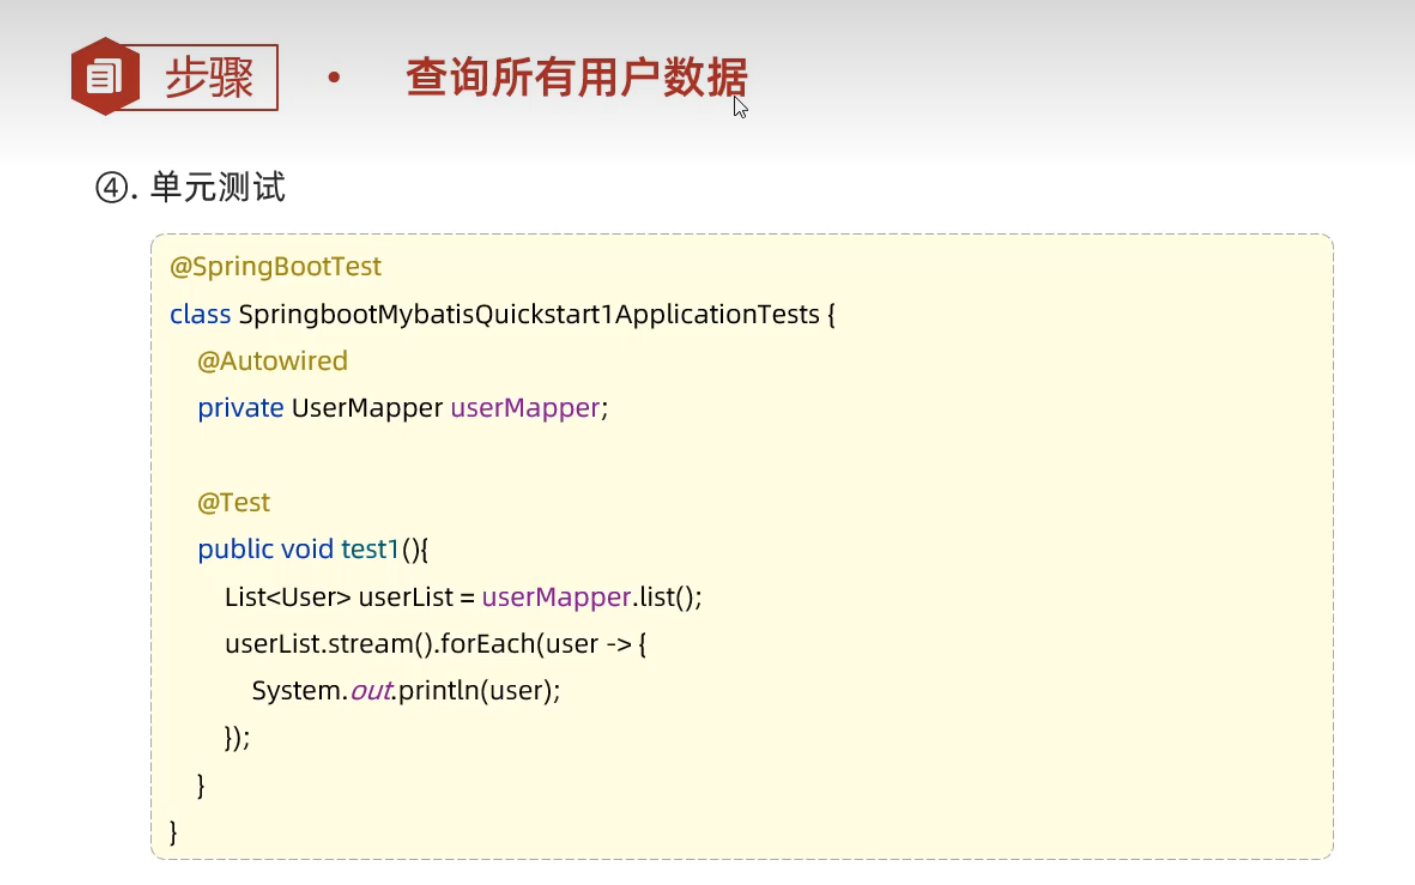 步骤 • 查询所有用户数据
④. 单元测试
@SpringBootTest
class SpringbootMybatisQuickstart1ApplicationTests {
@Autowired
private UserMapper userMapper;
@Test
public void test1(){
List<User> userList = userMapper.list();
userList.stream().forEach(user -> {
System.out.println(user);
});
}
}